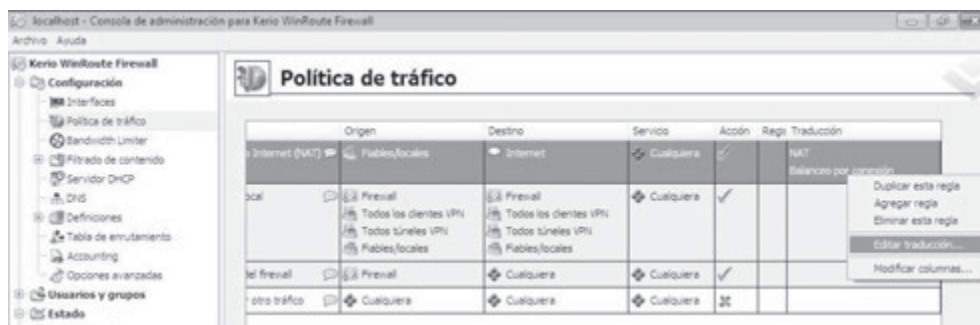 localhost - Consola de administración para Kerio WinRoute Firewall
Archivo Ayuda
Kerio WinRoute Firewall
Configuración
Interfaces
Política de tráfico
Bandwidth Limiter
Filtrado de contenido
Servidor DHCP
DNS
Definiciones
Tabla de enrutamiento
Accounting
Opciones avanzadas
Usuarios y grupos
Estado
Política de tráfico
Origen Destino Servicio Acción Regi Traducción
Internet (NAT) Fiables/locales Internet Cualquiera NAT
Balanceo por conexión
ocal Firewall Firewall Cualquiera
Todos los clientes VPN Todos los clientes VPN
Todos túneles VPN Todos túneles VPN
Fiables/locales Fiables/locales
del firewall Firewall Cualquiera Cualquiera
otro tráfico Cualquiera Cualquiera Cualquiera
Duplicar esta regla
Agregar regla
Eliminar esta regla
Editar traducción...
Modificar columnas...